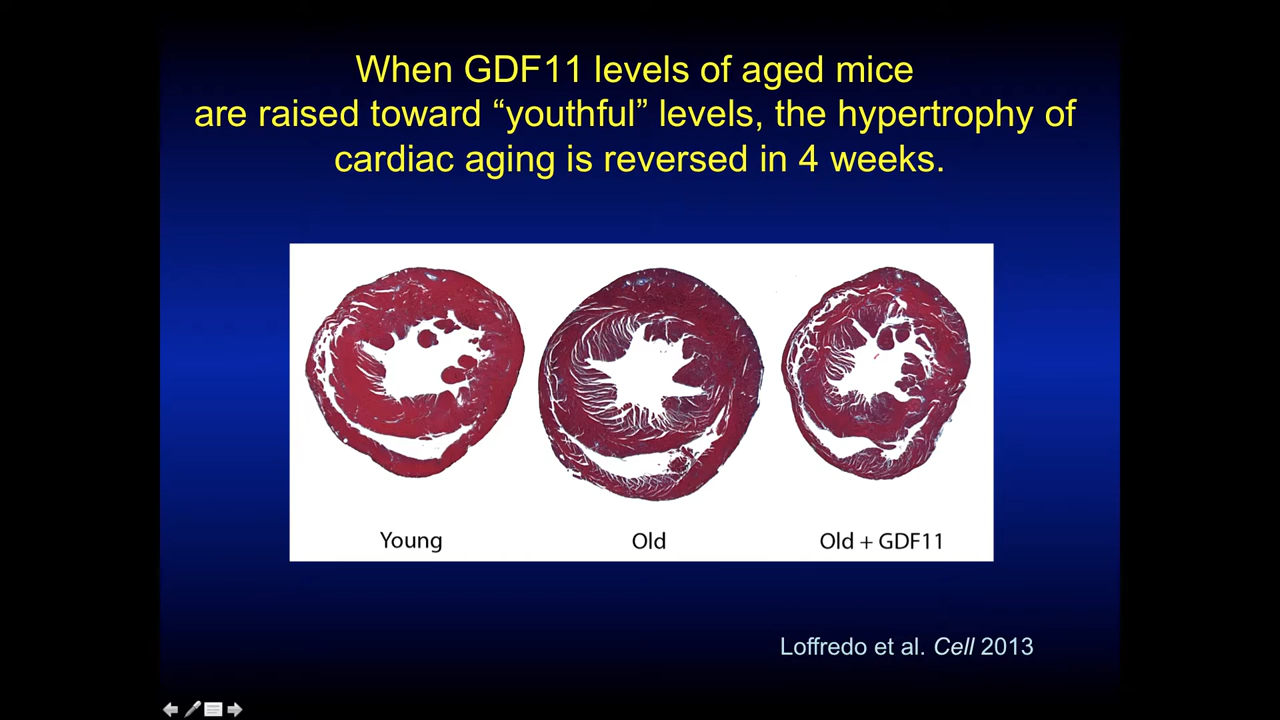 When GDF11 levels of aged mice
are raised toward “youthful” levels, the hypertrophy of
cardiac aging is reversed in 4 weeks.
Young
Old
Old + GDF11
Loffredo et al. Cell 2013